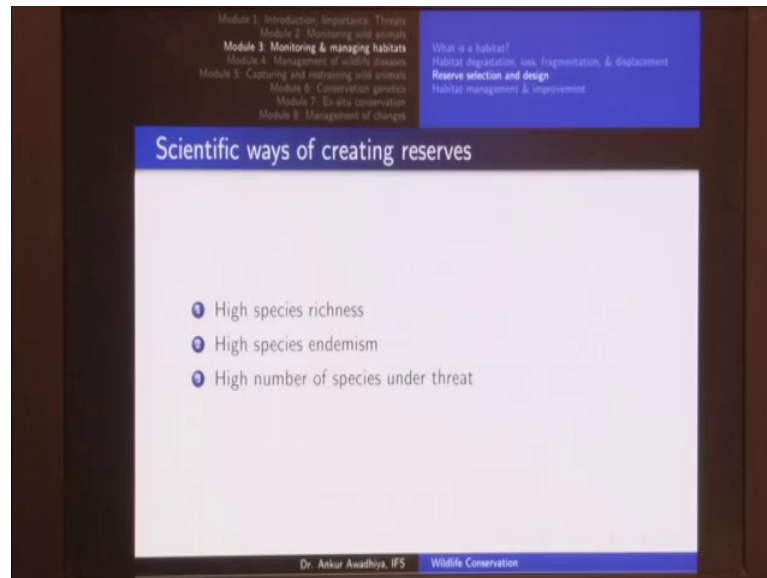 Module 1: Introduction, Importance, Threats
Module 2: Monitoring wild animals
Module 3: Monitoring & managing habitats
Module 4: Management of wildlife diseases
Module 5: Capturing and restraining wild animals
Module 6: Conservation genetics
Module 7: Ex-situ conservation
Module 8: Management of changes
What is a habitat?
Habitat degradation, loss, fragmentation, & displacement
Reserve selection and design
Habitat management & improvement
Scientific ways of creating reserves
1 High species richness
2 High species endemism
3 High number of species under threat
Dr. Ankur Awadhiya, IFS
Wildlife Conservation